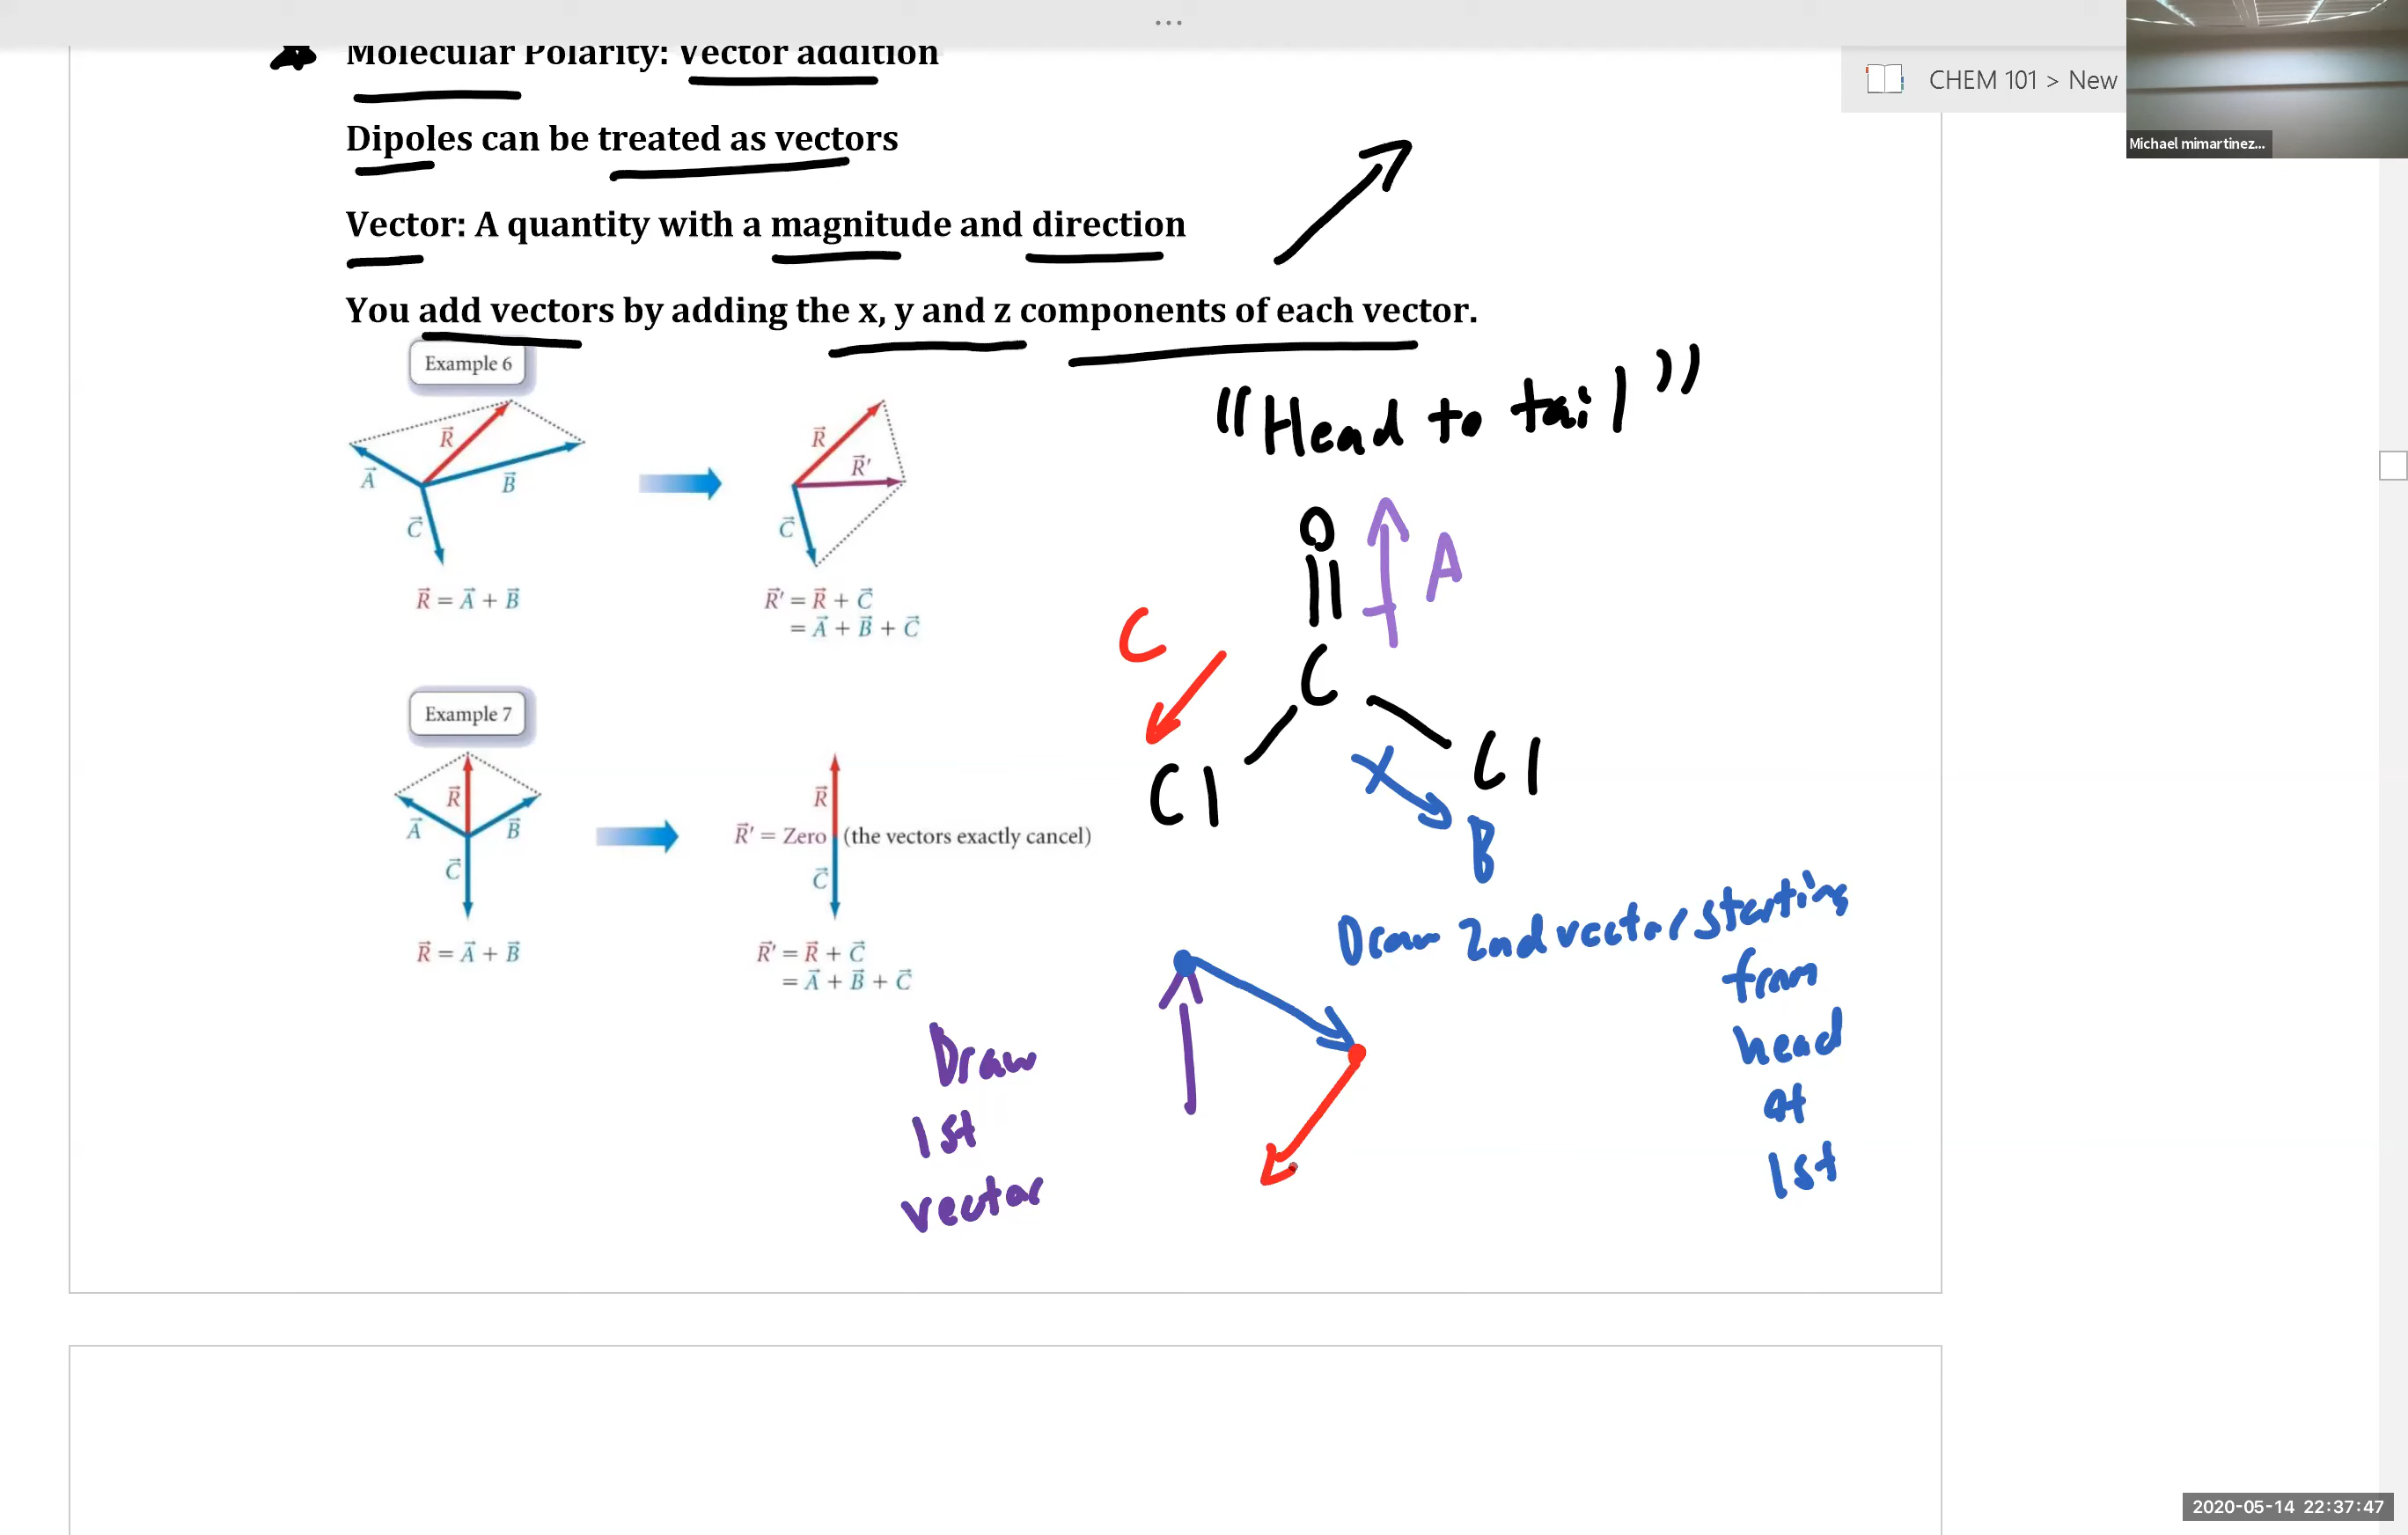 Molecular Polarity: Vector addition
CHEM 101 > New
Michael mimartinez...
Dipoles can be treated as vectors
Vector: A quantity with a magnitude and direction
You add vectors by adding the x, y and z components of each vector.
Example 6
"Head to tail"
R⃗
A⃗
B⃗
C⃗
R⃗
R⃗'
C⃗
R⃗ = A⃗ + B⃗
R⃗' = R⃗ + C⃗
= A⃗ + B⃗ + C⃗
O
A
C
C
Cl
Cl
B
Example 7
R⃗
A⃗
B⃗
C⃗
R⃗
R⃗' = Zero (the vectors exactly cancel)
C⃗
R⃗ = A⃗ + B⃗
R⃗' = R⃗ + C⃗
= A⃗ + B⃗ + C⃗
Draw 2nd vector starting
from
head
at
1st
Draw
1st
vector
2020-05-14 22:37:47